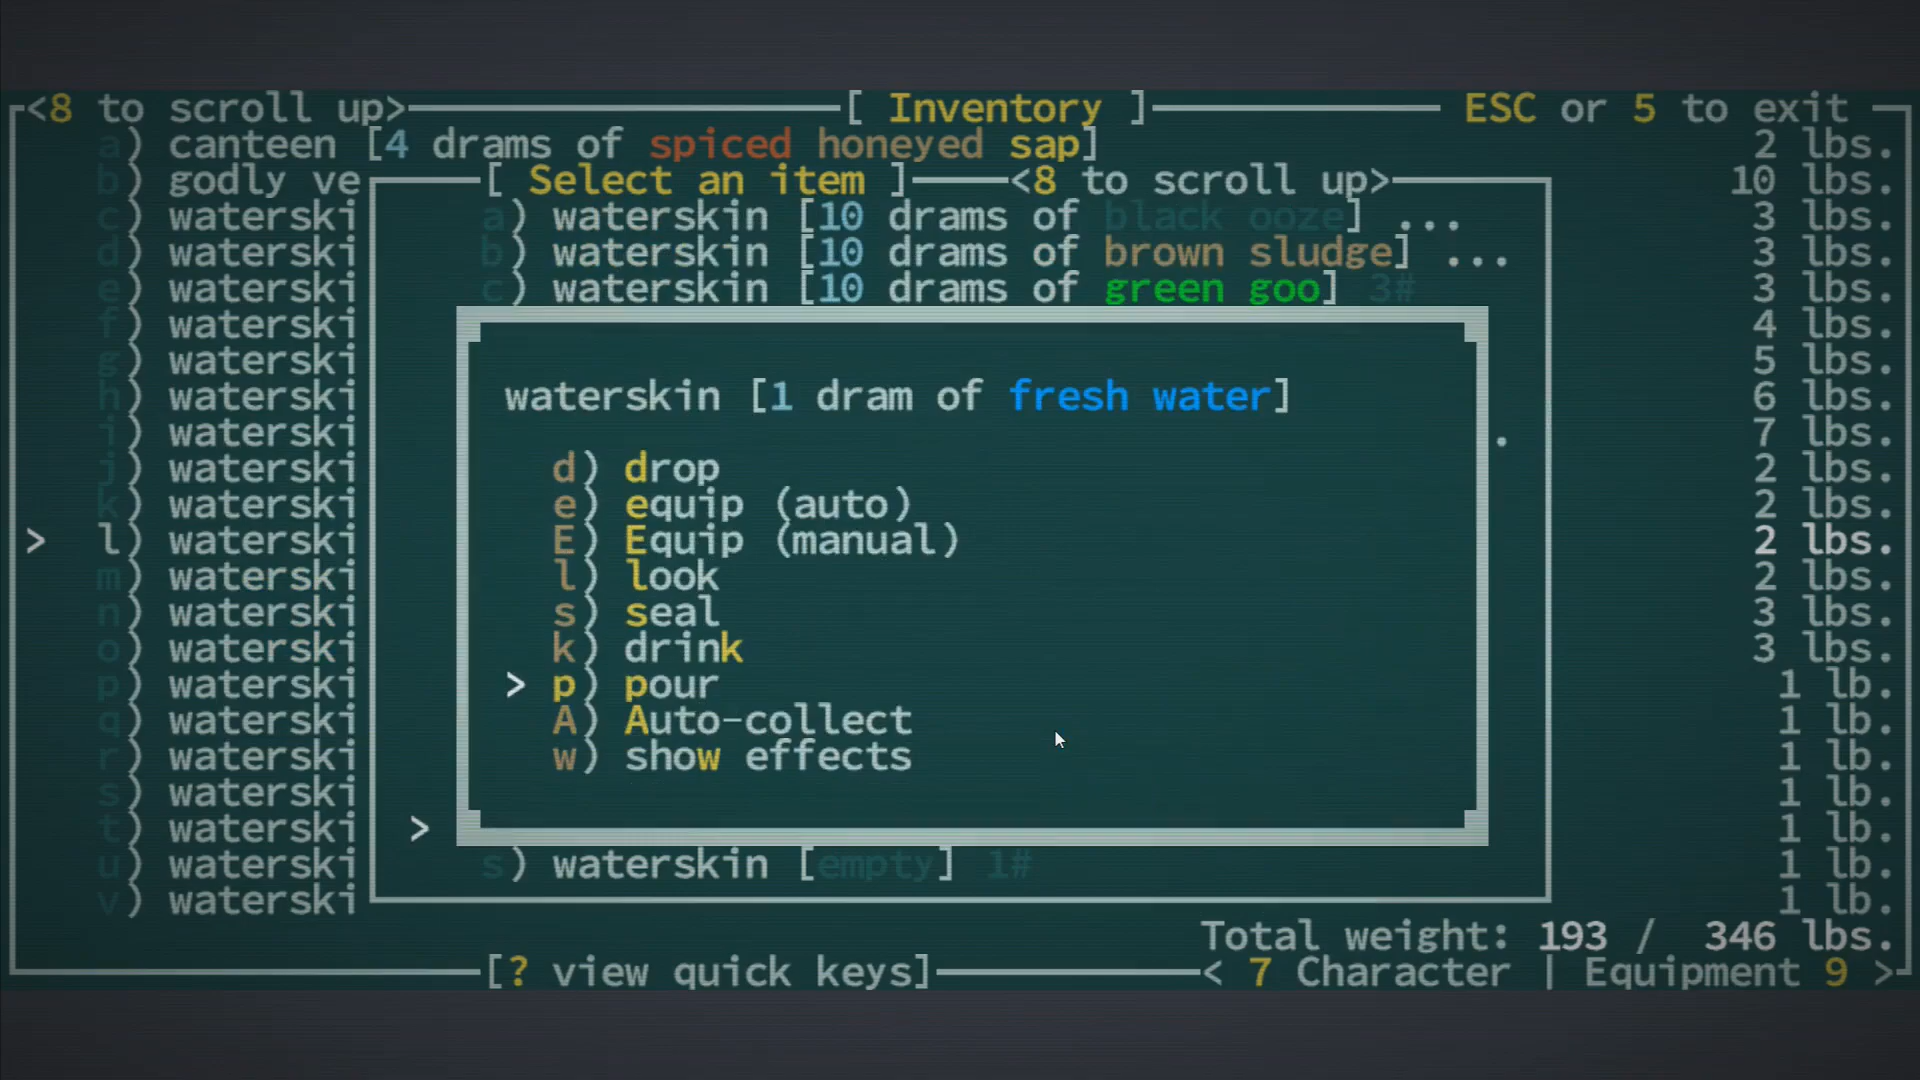 <8 to scroll up> [ Inventory ] ESC or 5 to exit
a) canteen [4 drams of spiced honeyed sap] 2 lbs.
b) godly ve [ Select an item ] <8 to scroll up> 10 lbs.
c) waterski a) waterskin [10 drams of black ooze] ... 3 lbs.
d) waterski b) waterskin [10 drams of brown sludge] ... 3 lbs.
e) waterski c) waterskin [10 drams of green goo] 3# 3 lbs.
f) waterski 4 lbs.
g) waterski 5 lbs.
h) waterski waterskin [1 dram of fresh water] 6 lbs.
i) waterski . 7 lbs.
j) waterski d) drop 2 lbs.
k) waterski e) equip (auto) 2 lbs.
> l) waterski E) Equip (manual) 2 lbs.
m) waterski l) look 2 lbs.
n) waterski s) seal 3 lbs.
o) waterski k) drink 3 lbs.
p) waterski > p) pour 1 lb.
q) waterski A) Auto-collect 1 lb.
r) waterski w) show effects 1 lb.
s) waterski 1 lb.
t) waterski > 1 lb.
u) waterski s) waterskin [empty] 1# 1 lb.
v) waterski 1 lb.
Total weight: 193 / 346 lbs.
[? view quick keys] < 7 Character | Equipment 9 >